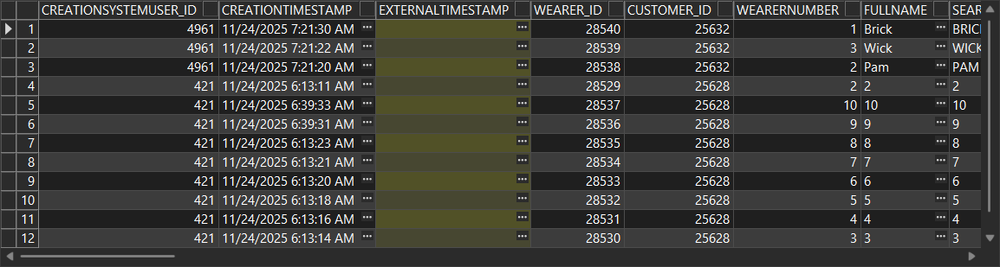 CREATIONSYSTEMUSER_ID CREATIONTIMESTAMP EXTERNALTIMESTAMP WEARER_ID CUSTOMER_ID WEARERNUMBER FULLNAME SEAR
1 4961 11/24/2025 7:21:30 AM ... ... 28540 25632 1 Brick ... BRIC
2 4961 11/24/2025 7:21:22 AM ... ... 28539 25632 3 Wick ... WICK
3 4961 11/24/2025 7:21:20 AM ... ... 28538 25632 2 Pam ... PAM
4 421 11/24/2025 6:13:11 AM ... ... 28529 25628 2 2 ... 2
5 421 11/24/2025 6:39:33 AM ... ... 28537 25628 10 10 ... 10
6 421 11/24/2025 6:39:31 AM ... ... 28536 25628 9 9 ... 9
7 421 11/24/2025 6:13:23 AM ... ... 28535 25628 8 8 ... 8
8 421 11/24/2025 6:13:21 AM ... ... 28534 25628 7 7 ... 7
9 421 11/24/2025 6:13:20 AM ... ... 28533 25628 6 6 ... 6
10 421 11/24/2025 6:13:18 AM ... ... 28532 25628 5 5 ... 5
11 421 11/24/2025 6:13:16 AM ... ... 28531 25628 4 4 ... 4
12 421 11/24/2025 6:13:14 AM ... ... 28530 25628 3 3 ... 3